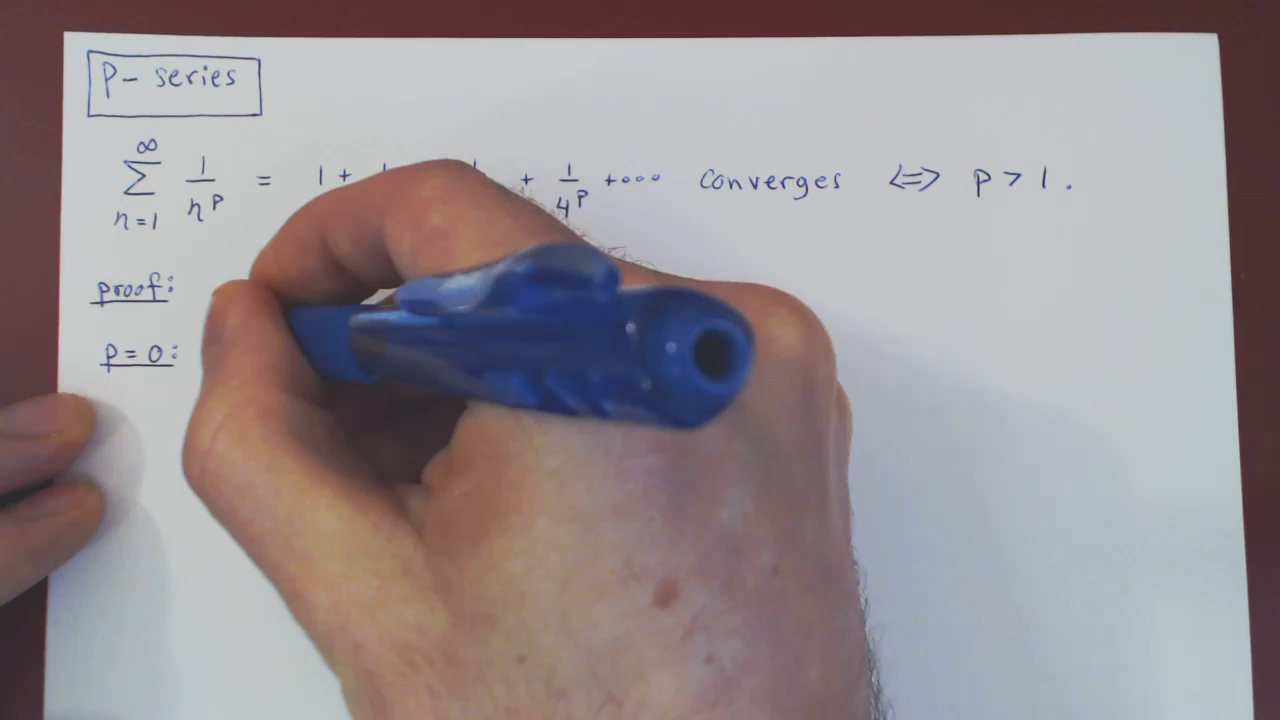 P- series
∞ ∑ n=1 1/n^p = 1 + + 1/4^p +∘∘∘ converges ⟺ p > 1.
proof:
p = 0: